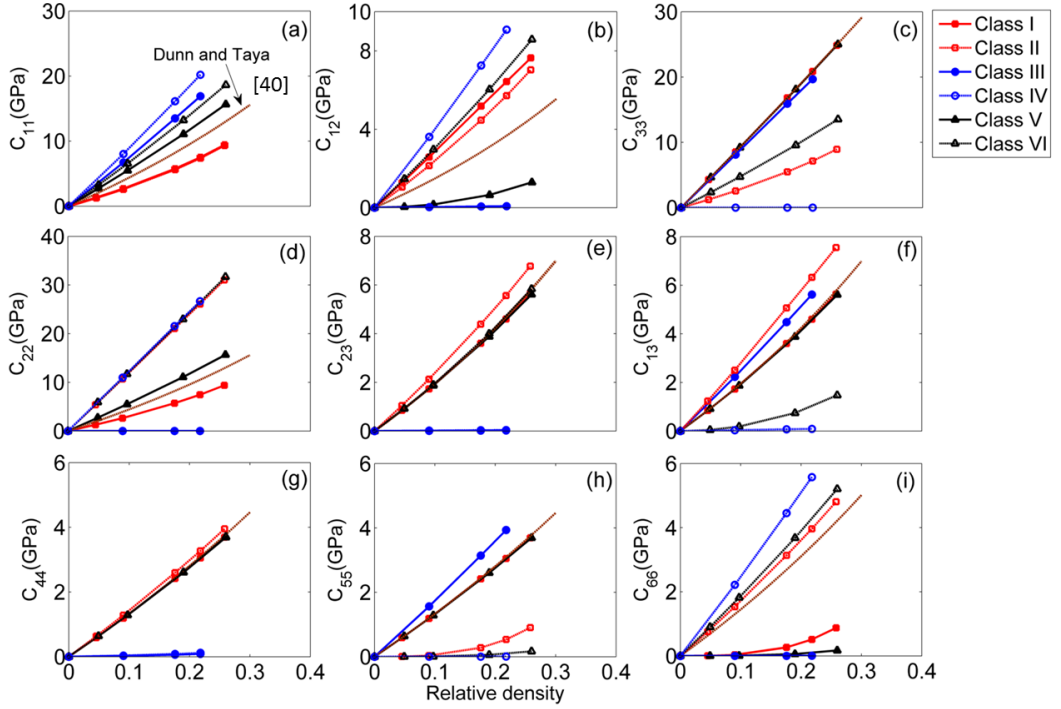 30
20
10
0
C11(GPa)
(a)
Dunn and Taya
[40]
10
8
4
0
C12(GPa)
(b)
30
20
10
0
C33(GPa)
(c)
Class I
Class II
Class III
Class IV
Class V
Class VI
40
30
20
10
0
C22(GPa)
(d)
8
6
4
2
0
C23(GPa)
(e)
8
6
4
2
0
C13(GPa)
(f)
6
4
2
0
C44(GPa)
(g)
0 0.1 0.2 0.3 0.4
6
4
2
0
C55(GPa)
(h)
0 0.1 0.2 0.3 0.4
6
4
2
0
C66(GPa)
(i)
0 0.1 0.2 0.3 0.4
Relative density